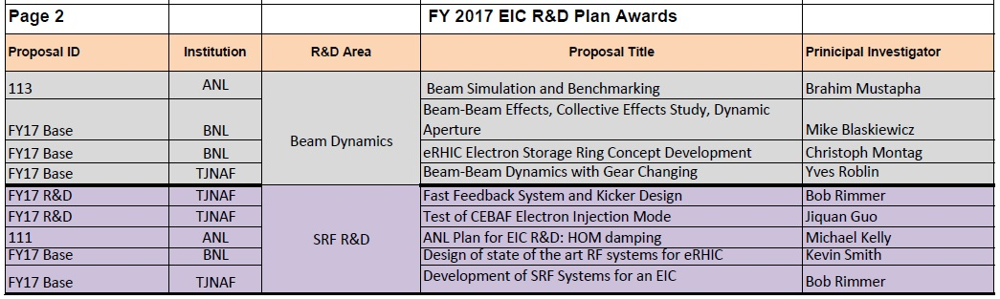 Page 2 FY 2017 EIC R&D Plan Awards
Proposal ID Institution R&D Area Proposal Title Prinicipal Investigator
113 ANL Beam Simulation and Benchmarking Brahim Mustapha
Beam-Beam Effects, Collective Effects Study, Dynamic
FY17 Base BNL Aperture Mike Blaskiewicz
Beam Dynamics
FY17 Base BNL eRHIC Electron Storage Ring Concept Development Christoph Montag
FY17 Base TJNAF Beam-Beam Dynamics with Gear Changing Yves Roblin
FY17 R&D TJNAF Fast Feedback System and Kicker Design Bob Rimmer
FY17 R&D TJNAF Test of CEBAF Electron Injection Mode Jiquan Guo
111 ANL SRF R&D ANL Plan for EIC R&D: HOM damping Michael Kelly
FY17 Base BNL Design of state of the art RF systems for eRHIC Kevin Smith
FY17 Base TJNAF Development of SRF Systems for an EIC Bob Rimmer